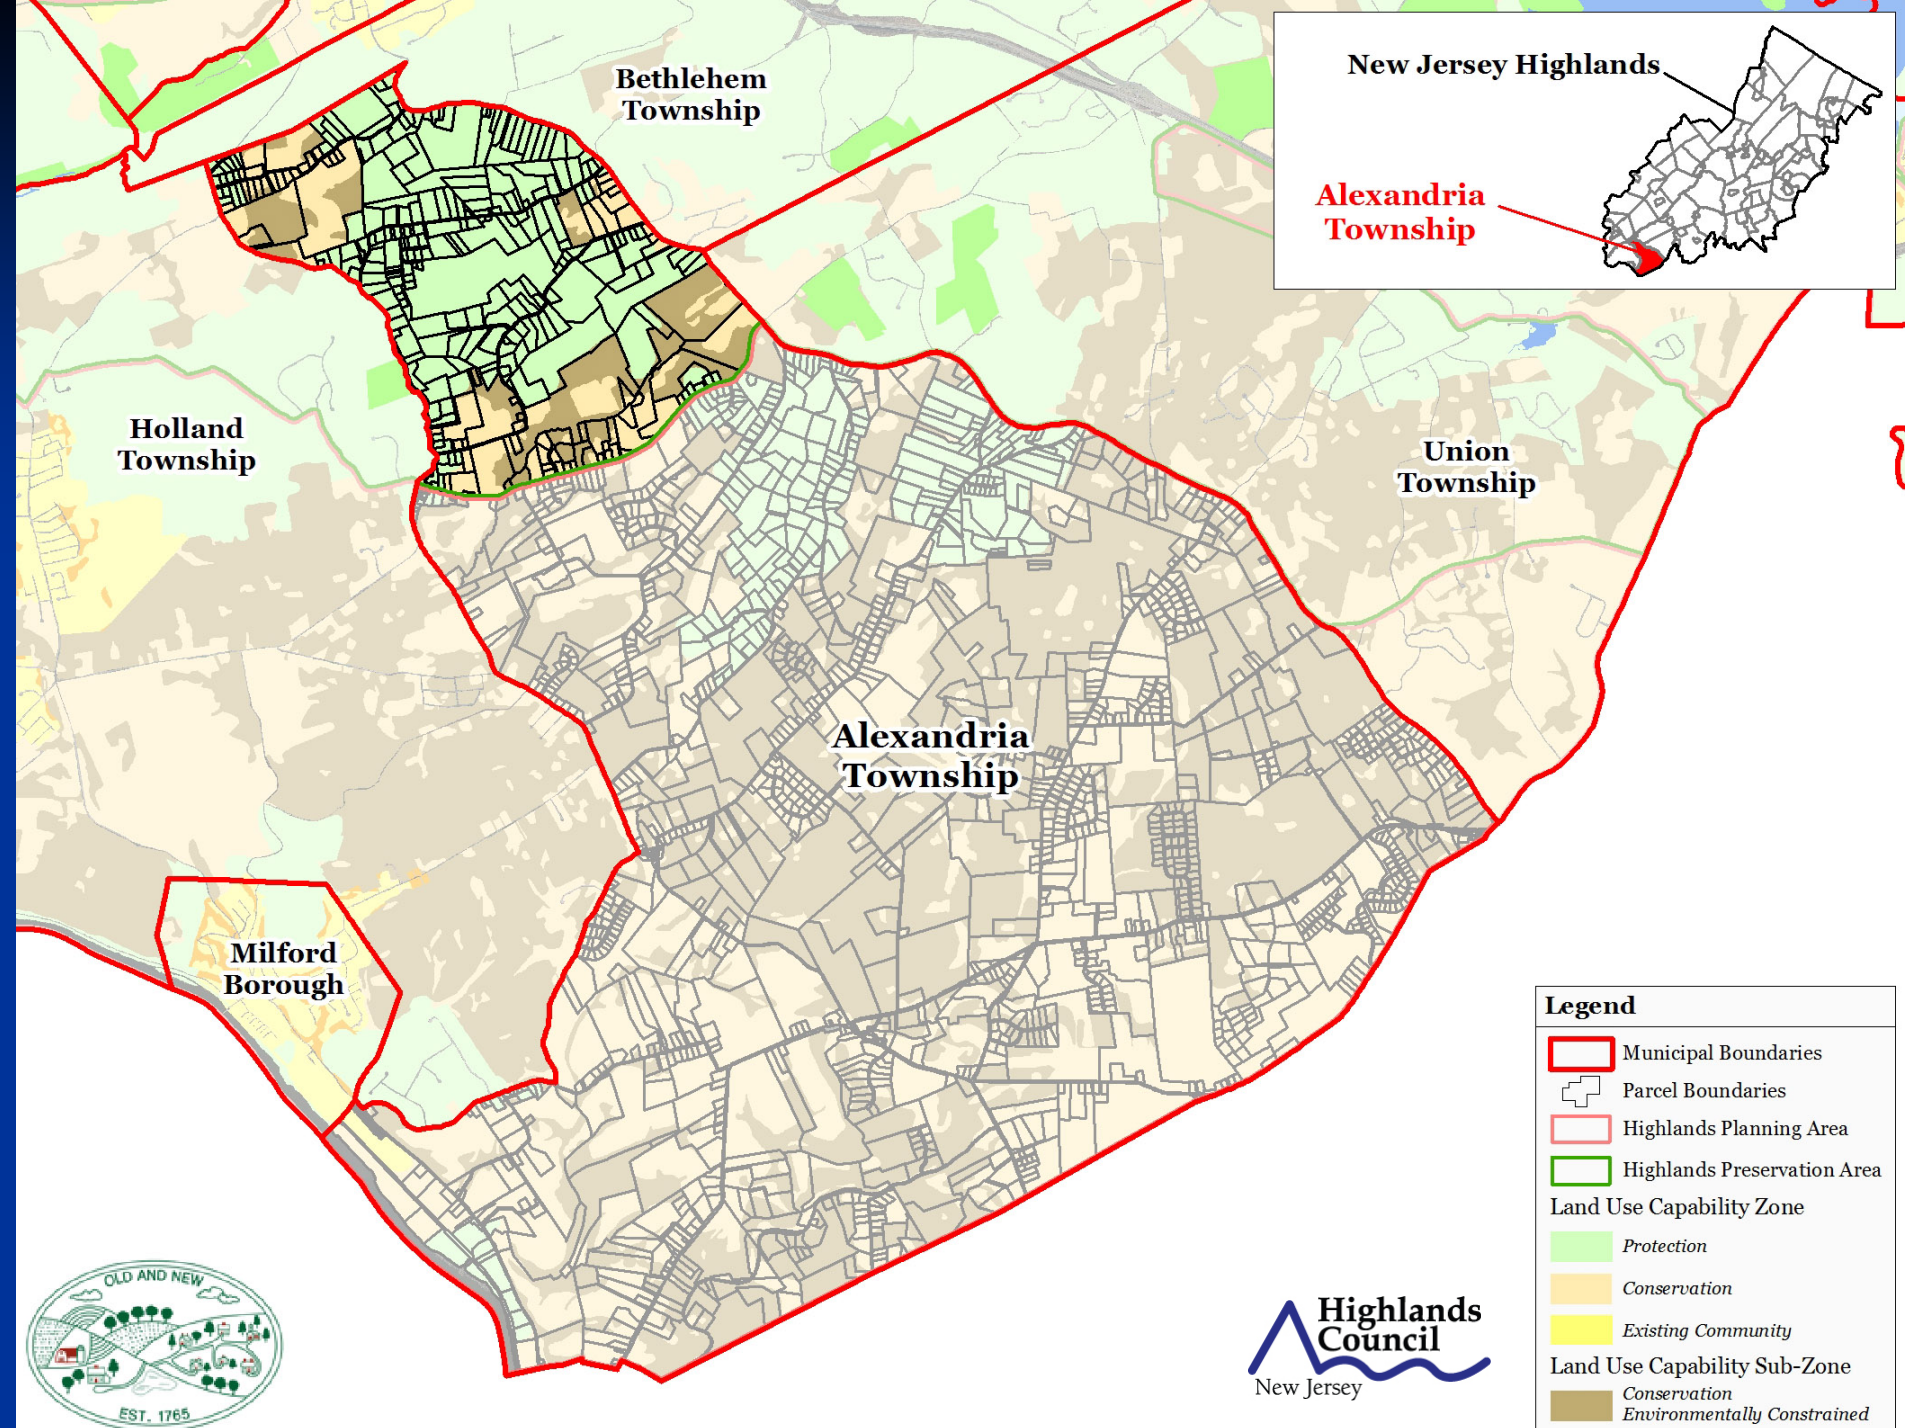 Bethlehem
Township
New Jersey Highlands
Alexandria
Township
Holland
Township
Union
Township
Alexandria
Township
Milford
Borough
Legend
Municipal Boundaries
Parcel Boundaries
Highlands Planning Area
Highlands Preservation Area
Land Use Capability Zone
Protection
Conservation
Existing Community
Land Use Capability Sub-Zone
Conservation
Environmentally Constrained
OLD AND NEW
EST. 1765
Highlands
Council
New Jersey